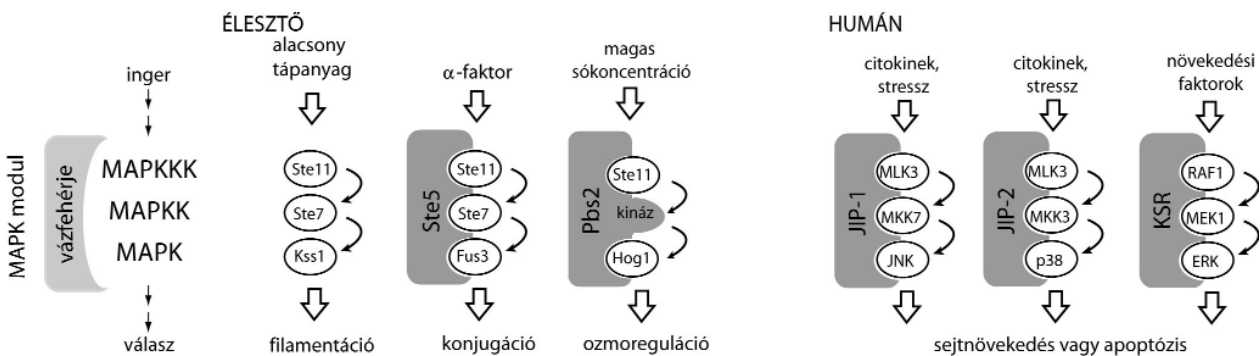 ÉLESZTŐ
HUMÁN
MAPK modul
inger
vázfehérje
MAPKKK
MAPKK
MAPK
válasz
alacsony
tápanyag
Ste11
Ste7
Kss1
filamentáció
α-faktor
Ste5
Ste11
Ste7
Fus3
konjugáció
magas
sókoncentráció
Pbs2
Ste11
kináz
Hog1
ozmoreguláció
citokinek,
stressz
JIP-1
MLK3
MKK7
JNK
citokinek,
stressz
JIP-2
MLK3
MKK3
p38
növekedési
faktorok
KSR
RAF1
MEK1
ERK
sejtnövekedés vagy apoptózis